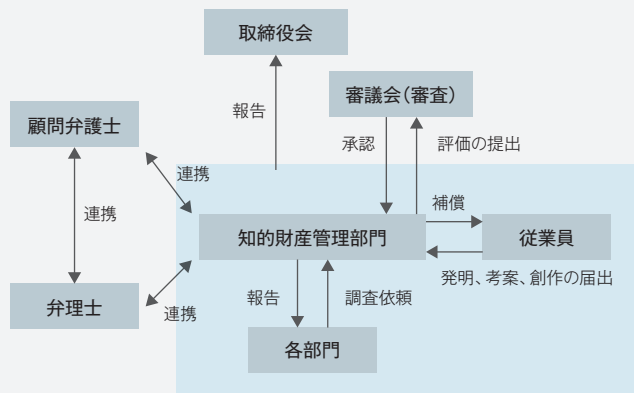 取締役会
審議会（審査）
報告
顧問弁護士
承認
評価の提出
連携
連携
補償
知的財産管理部門
従業員
発明、考案、創作の届出
弁理士
連携
報告
調査依頼
各部門